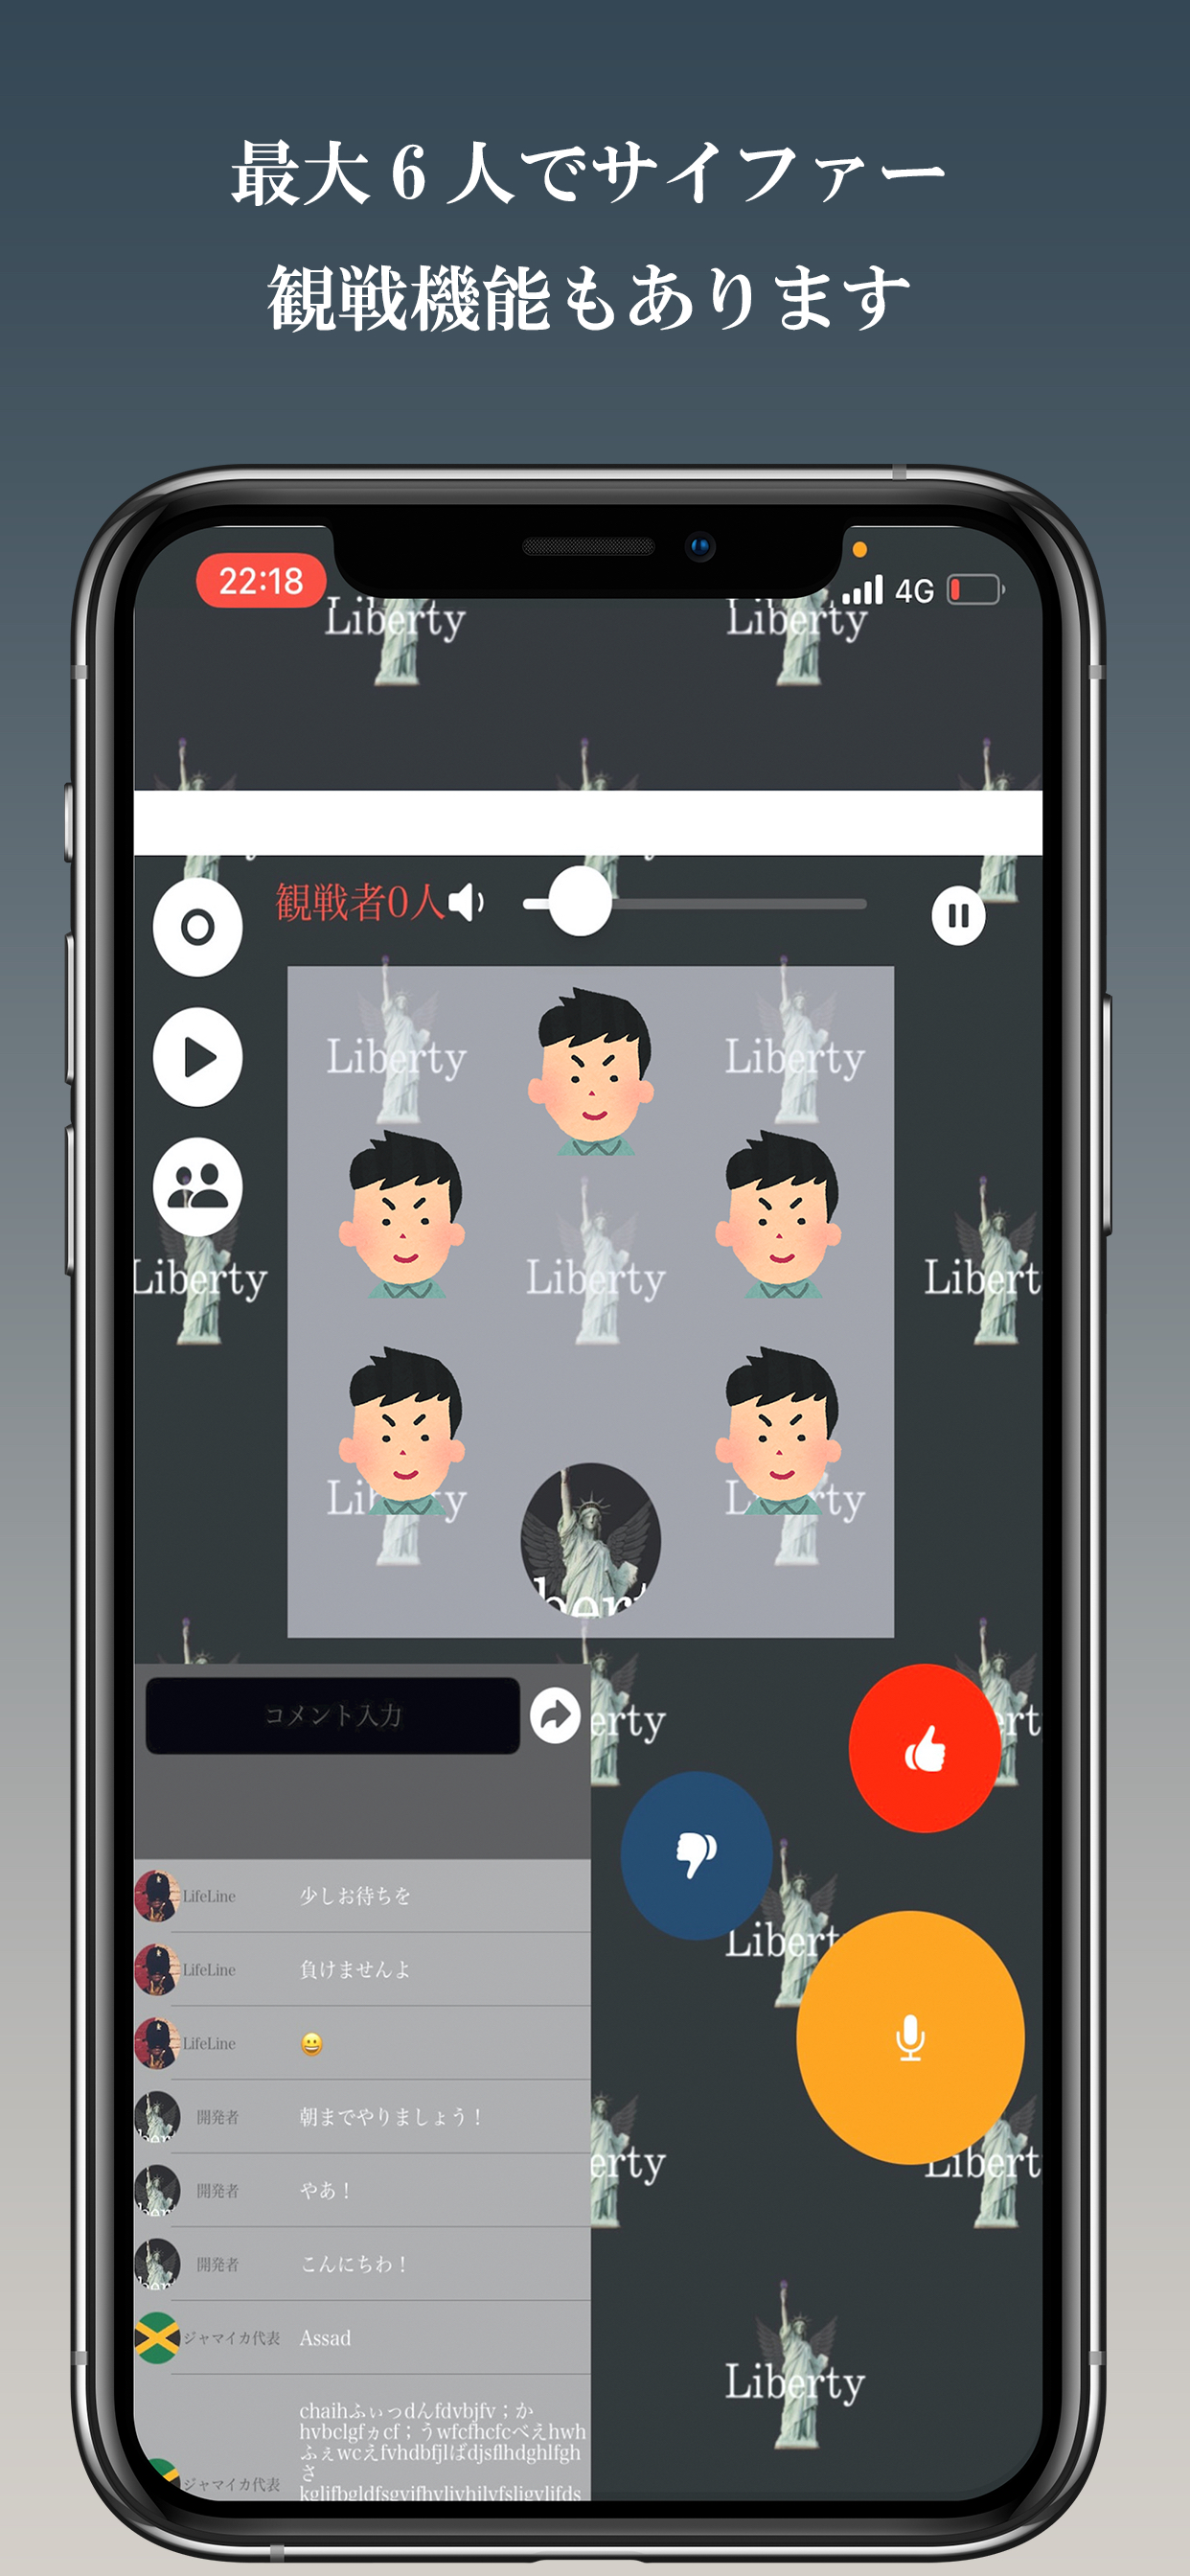 最大6人でサイファー
観戦機能もあります
22:18
4G
Liberty
Liberty
観戦者0人
Liberty
Liberty
Liberty
Liberty
Libert
Li ty
L rty
bert
コメント入力
erty
rt
LifeLine 少しお待ちを
LifeLine 負けませんよ
Liberty
LifeLine 😀
開発者 朝までやりましょう！
erty
Libert
開発者 やあ！
開発者 こんにちわ！
ジャマイカ代表 Assad
Liberty
chaihふぃっdんfdvbjfv；か
hvbclgfヵcf；うwfcfhcfcべえhwh
ふぇwcえfvhdbfjlばdjsflhdghlfgh
さ
ジャマイカ代表
kglifbgldfsgvifhvlivhilvfsligvlifds